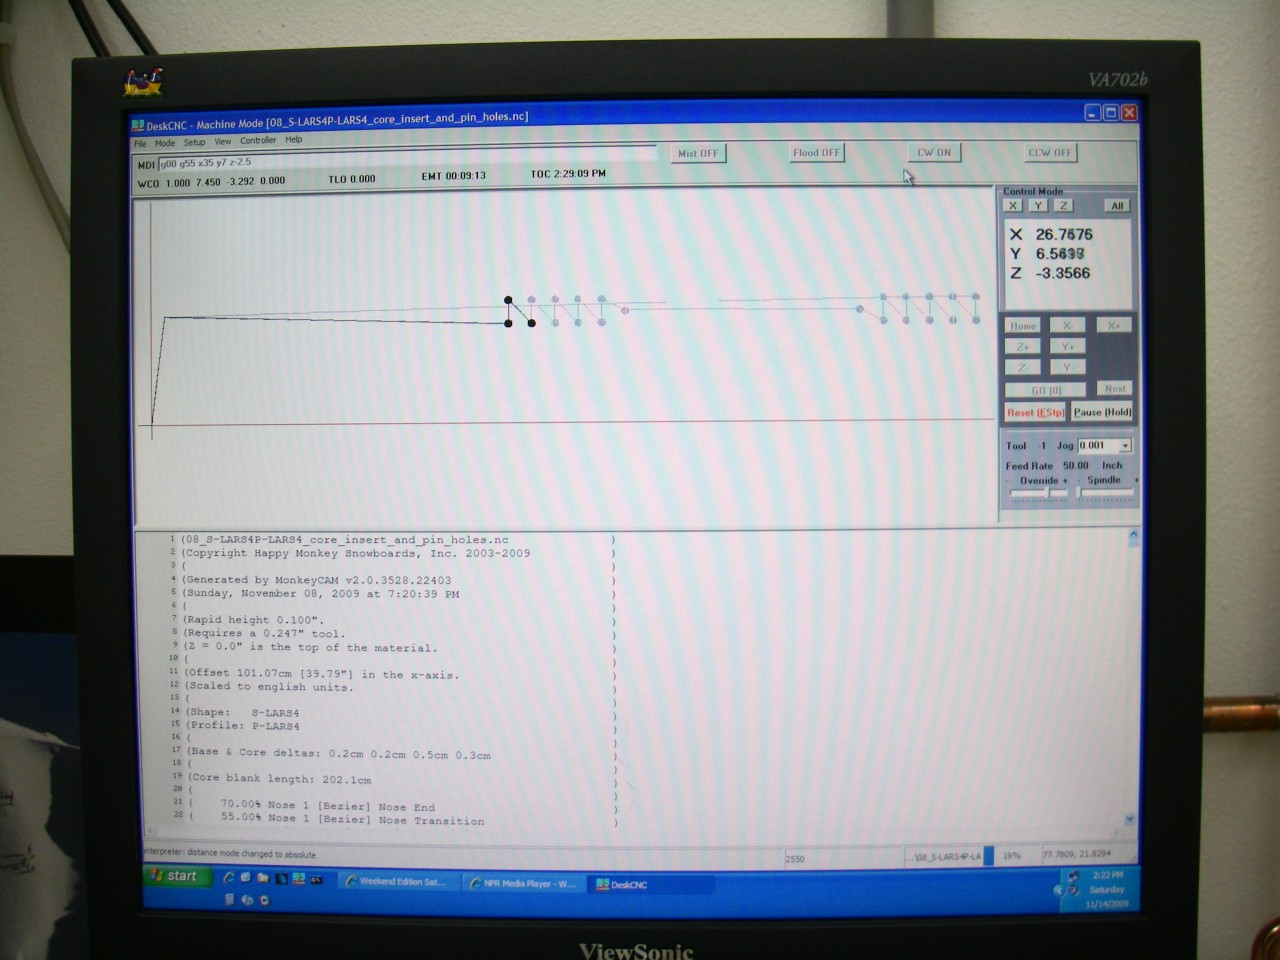 VA702b
DeskCNC - Machine Mode [08_S-LARS4P-LARS4_core_insert_and_pin_holes.nc]
File Mode Setup View Controller Help
MDI g00 g55 x35 y7 z-2.5
Mist OFF Flood OFF CW ON CCW OFF
WCO 1.000 7.450 -3.292 0.000 TLO 0.000 EMT 00:09:13 TOC 2:29:09 PM
Control Mode
X Y Z All
X
Y
Z -3.3566
Home X- X+
Z+ Y+
Z- Y-
GO [0] Next
Reset (EStp) Pause (Hold)
Tool -1 Jog 0.001
Feed Rate 50.00 Inch
- Override + - Spindle +
1 (08_S-LARS4P-LARS4_core_insert_and_pin_holes.nc )
2 (Copyright Happy Monkey Snowboards, Inc. 2003-2009 )
3 ( )
4 (Generated by MonkeyCAM v2.0.3528.22403 )
5 (Sunday, November 08, 2009 at 7:20:39 PM )
6 ( )
7 (Rapid height 0.100". )
8 (Requires a 0.247" tool. )
9 (Z = 0.0" is the top of the material. )
10 ( )
11 (Offset 101.07cm [39.79"] in the x-axis. )
12 (Scaled to english units. )
13 ( )
14 (Shape: S-LARS4 )
15 (Profile: P-LARS4 )
16 ( )
17 (Base & Core deltas: 0.2cm 0.2cm 0.5cm 0.3cm )
18 ( )
19 (Core blank length: 202.1cm )
20 ( )
21 ( 70.00% Nose 1 [Bezier] Nose End )
22 ( 55.00% Nose 1 [Bezier] Nose Transition )
interpreter: distance mode changed to absolute 2550 ...\08_S-LARS4P-LA 19% 77.7809, 21.8294
start Weekend Edition Sat... NPR Media Player - W... DeskCNC 2:22 PM
Saturday
11/14/2009
ViewSonic